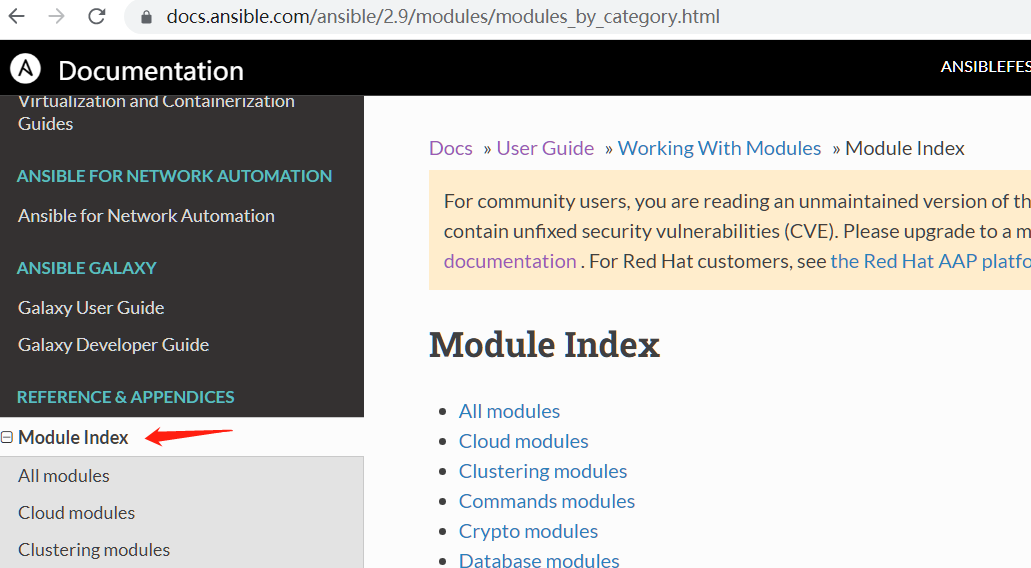 docs.ansible.com/ansible/2.9/modules/modules_by_category.html
Documentation
ANSIBLEFES
Virtualization and Containerization
Guides
ANSIBLE FOR NETWORK AUTOMATION
Ansible for Network Automation
ANSIBLE GALAXY
Galaxy User Guide
Galaxy Developer Guide
REFERENCE & APPENDICES
Module Index
All modules
Cloud modules
Clustering modules
Docs » User Guide » Working With Modules » Module Index
For community users, you are reading an unmaintained version of th
contain unfixed security vulnerabilities (CVE). Please upgrade to a m
documentation . For Red Hat customers, see the Red Hat AAP platfo
Module Index
All modules
Cloud modules
Clustering modules
Commands modules
Crypto modules
Database modules